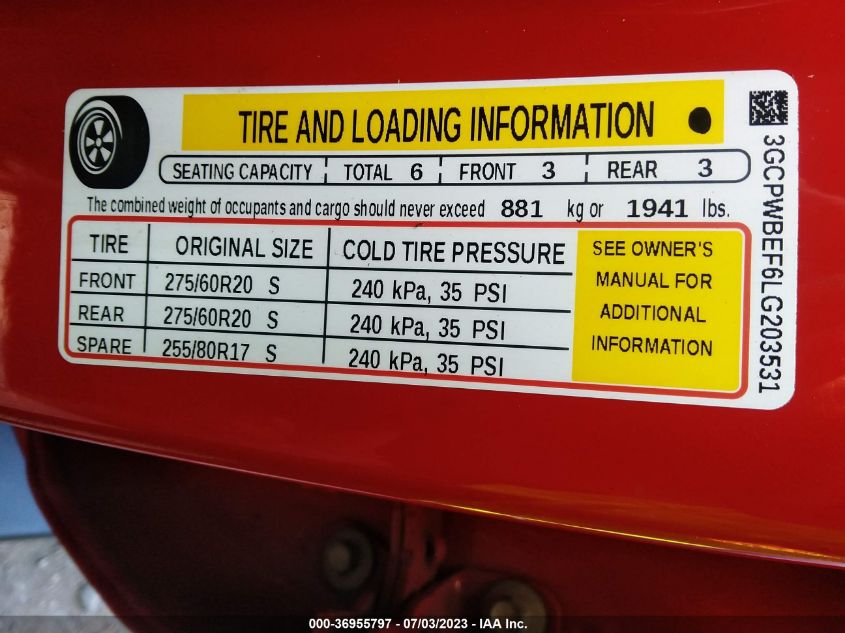 TIRE AND LOADING INFORMATION
SEATING CAPACITY TOTAL 6 FRONT 3 REAR 3
The combined weight of occupants and cargo should never exceed 881 kg or 1941 lbs.
TIRE ORIGINAL SIZE COLD TIRE PRESSURE
FRONT 275/60R20 S 240 kPa, 35 PSI
REAR 275/60R20 S 240 kPa, 35 PSI
SPARE 255/80R17 S 240 kPa, 35 PSI
SEE OWNER'S
MANUAL FOR
ADDITIONAL
INFORMATION
3GCPWBEF6LG203531
000-36955797 - 07/03/2023 - IAA Inc.